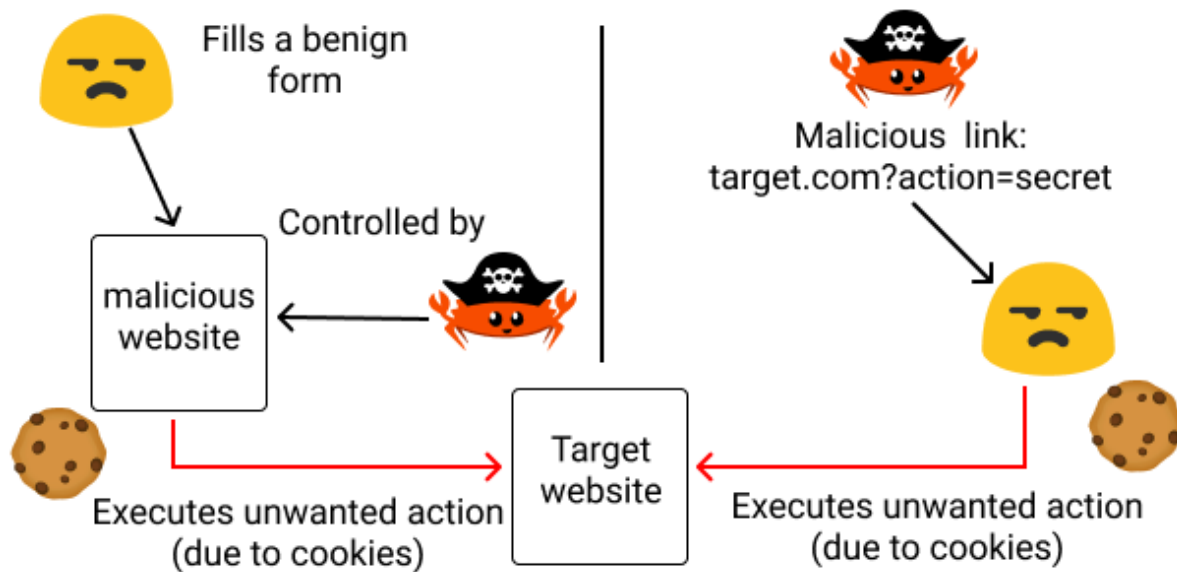 Fills a benign
form
Controlled by
malicious
website
Executes unwanted action
(due to cookies)
Malicious link:
target.com?action=secret
Target
website
Executes unwanted action
(due to cookies)